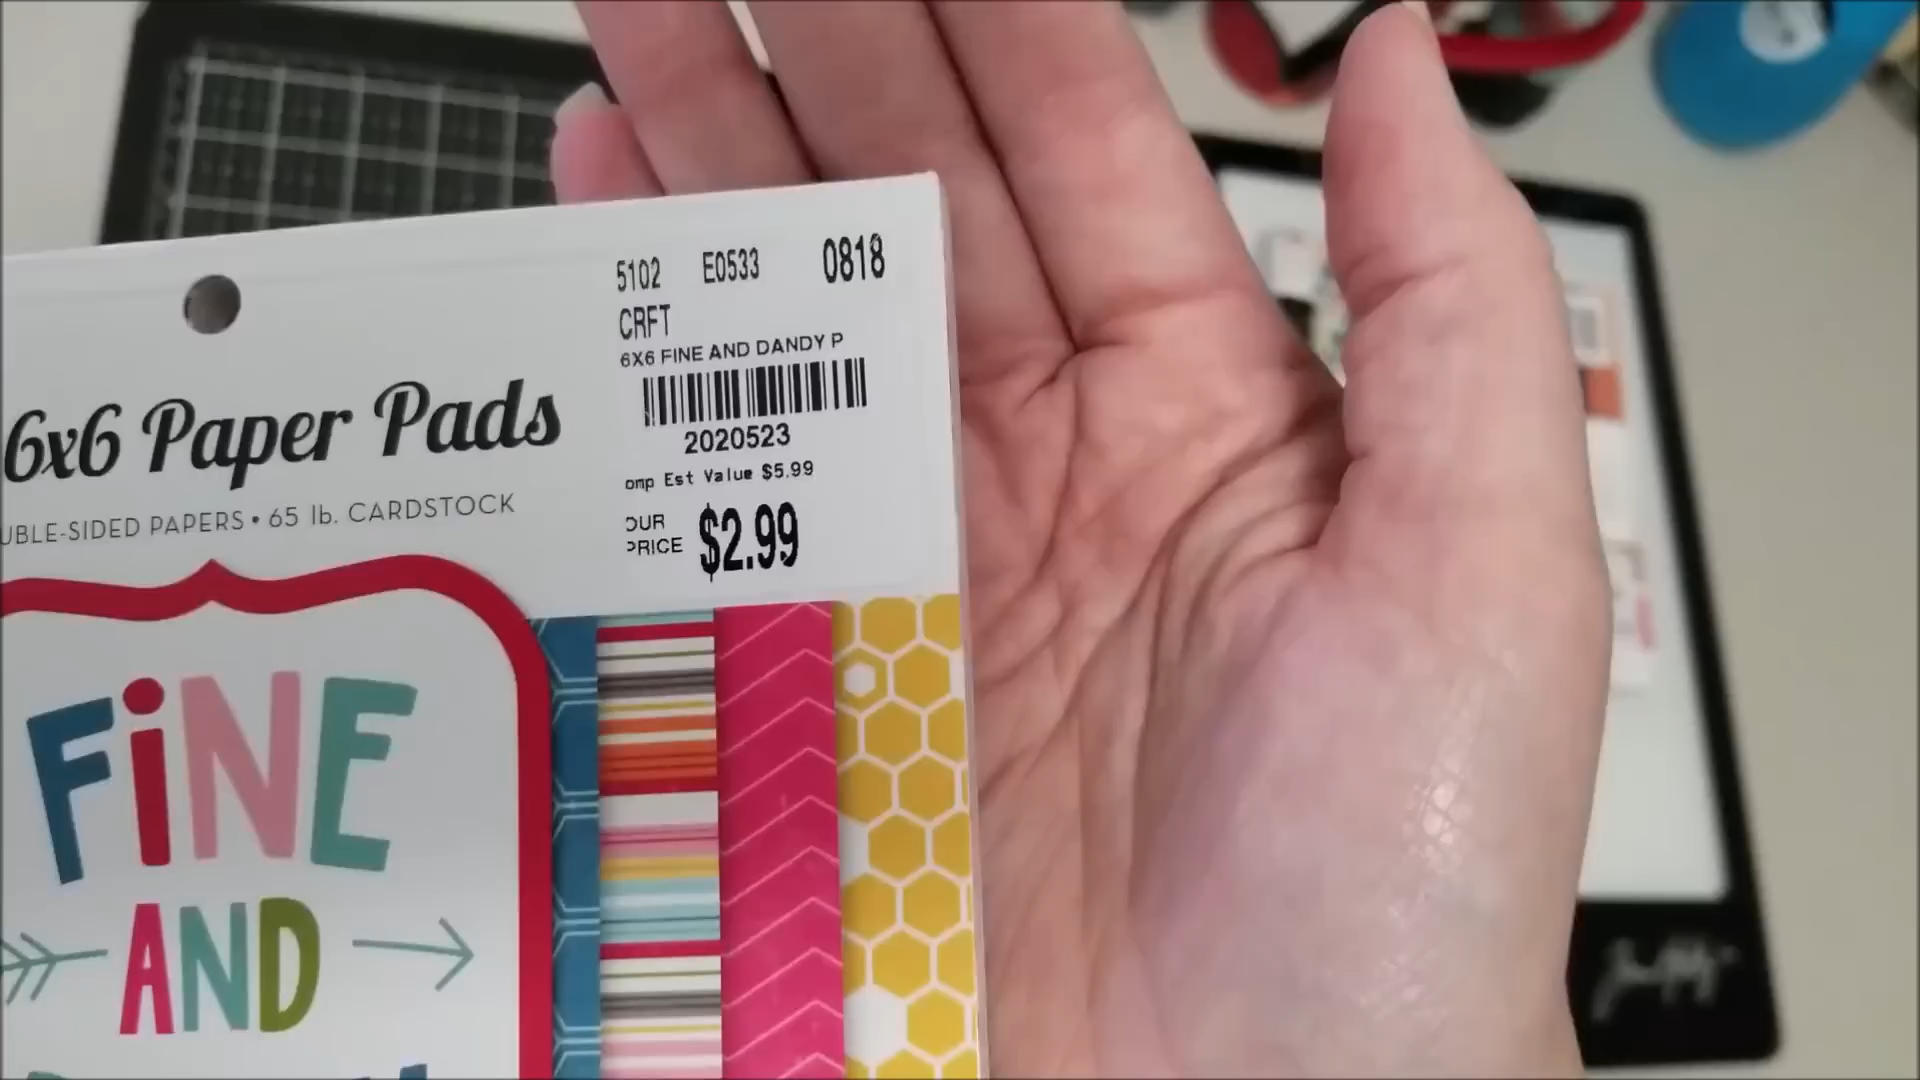 5102 E0533 0818
CRFT
6X6 FINE AND DANDY P
2020523
omp Est Value $5.99
OUR
PRICE $2.99
6x6 Paper Pads
UBLE-SIDED PAPERS • 65 lb. CARDSTOCK
FiNE
AND